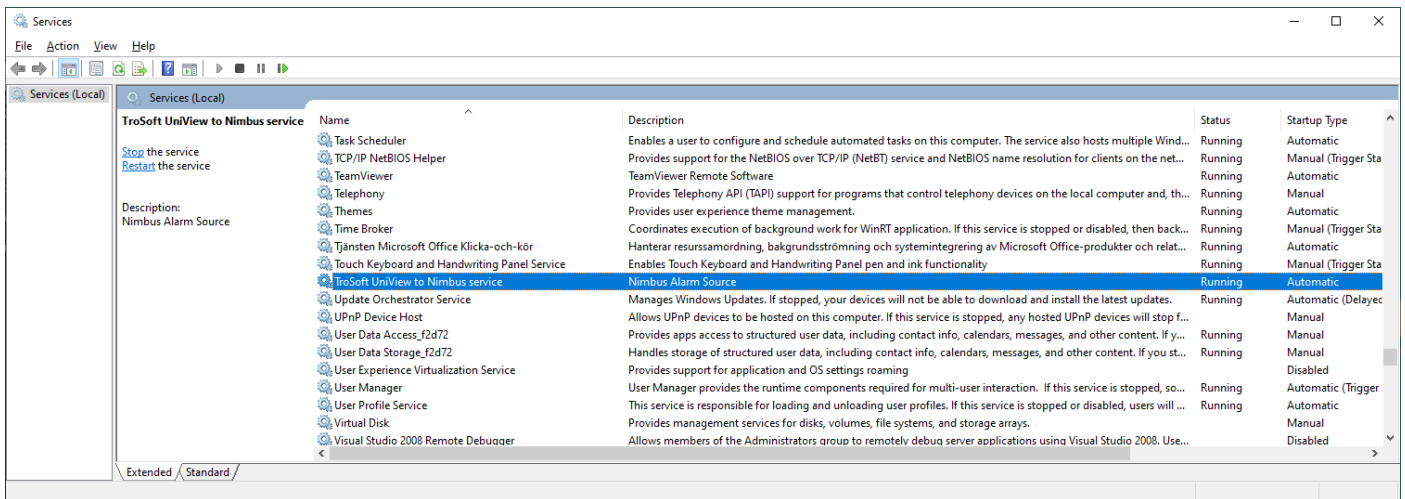 Services
File Action View Help
Services (Local)
Services (Local)
TroSoft UniView to Nimbus service
Stop the service
Restart the service
Description:
Nimbus Alarm Source
Name Description Status Startup Type
Task Scheduler Enables a user to configure and schedule automated tasks on this computer. The service also hosts multiple Wind... Running Automatic
TCP/IP NetBIOS Helper Provides support for the NetBIOS over TCP/IP (NetBT) service and NetBIOS name resolution for clients on the net... Running Manual (Trigger Sta
TeamViewer TeamViewer Remote Software Running Automatic
Telephony Provides Telephony API (TAPI) support for programs that control telephony devices on the local computer and, th... Running Manual
Themes Provides user experience theme management. Running Automatic
Time Broker Coordinates execution of background work for WinRT application. If this service is stopped or disabled, then back... Running Manual (Trigger Sta
Tjänsten Microsoft Office Klicka-och-kör Hanterar resurssamordning, bakgrundsströmning och systemintegrering av Microsoft Office-produkter och relat... Running Automatic
Touch Keyboard and Handwriting Panel Service Enables Touch Keyboard and Handwriting Panel pen and ink functionality Running Manual (Trigger Sta
TroSoft UniView to Nimbus service Nimbus Alarm Source Running Automatic
Update Orchestrator Service Manages Windows Updates. If stopped, your devices will not be able to download and install the latest updates. Running Automatic (Delayed
UPnP Device Host Allows UPnP devices to be hosted on this computer. If this service is stopped, any hosted UPnP devices will stop f... Manual
User Data Access_f2d72 Provides apps access to structured user data, including contact info, calendars, messages, and other content. If y... Running Manual
User Data Storage_f2d72 Handles storage of structured user data, including contact info, calendars, messages, and other content. If you st... Running Manual
User Experience Virtualization Service Provides support for application and OS settings roaming Disabled
User Manager User Manager provides the runtime components required for multi-user interaction. If this service is stopped, so... Running Automatic (Trigger
User Profile Service This service is responsible for loading and unloading user profiles. If this service is stopped or disabled, users will ... Running Automatic
Virtual Disk Provides management services for disks, volumes, file systems, and storage arrays. Manual
Visual Studio 2008 Remote Debugger Allows members of the Administrators group to remotely debug server applications using Visual Studio 2008. Use... Disabled
Extended Standard